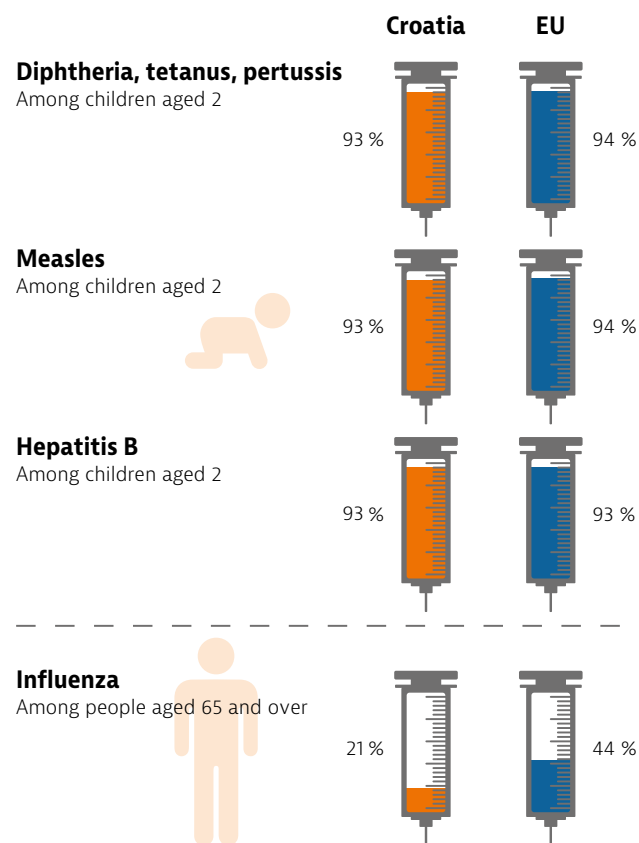 Croatia EU
Diphtheria, tetanus, pertussis
Among children aged 2
93 % 94 %
Measles
Among children aged 2
93 % 94 %
Hepatitis B
Among children aged 2
93 % 93 %
Influenza
Among people aged 65 and over
21 % 44 %